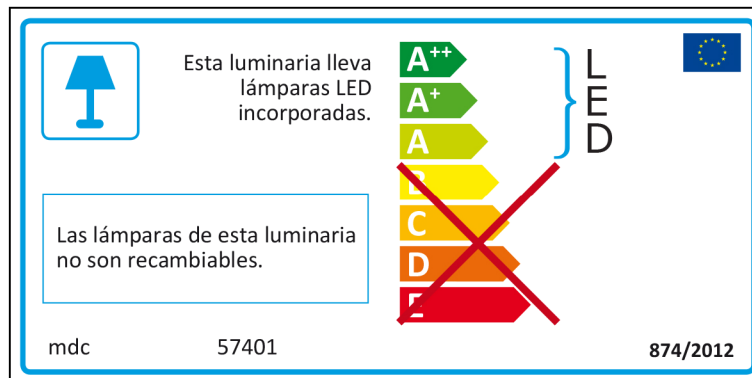 Esta luminaria lleva
lámparas LED
incorporadas.
A++
A+
A
B
C
D
E
L
E
D
Las lámparas de esta luminaria
no son recambiables.
mdc 57401 874/2012